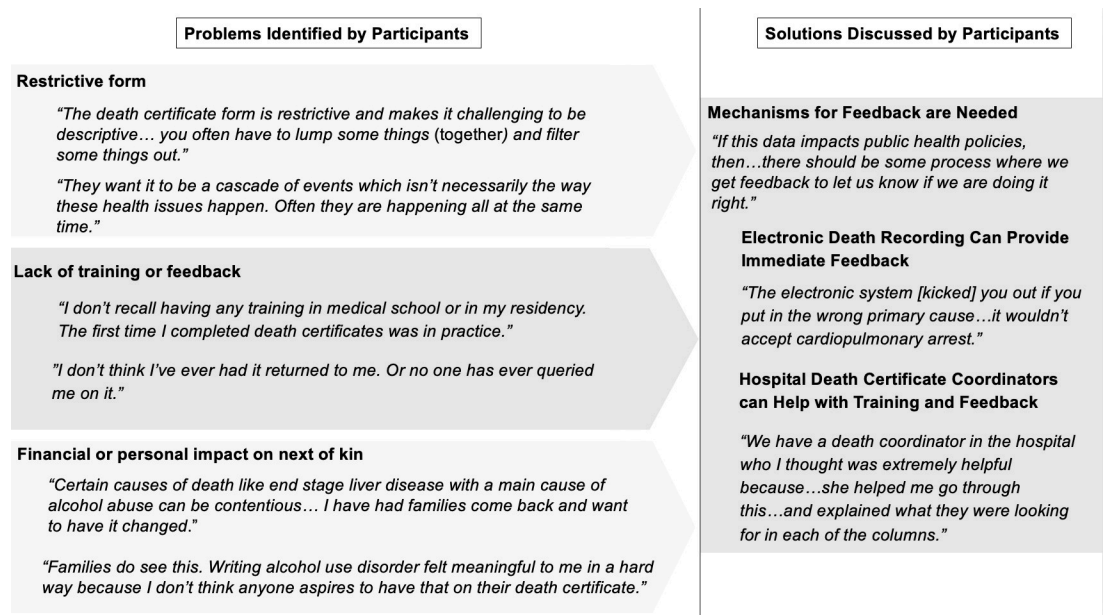 Problems Identified by Participants
Restrictive form
“The death certificate form is restrictive and makes it challenging to be
descriptive… you often have to lump some things (together) and filter
some things out.”
“They want it to be a cascade of events which isn’t necessarily the way
these health issues happen. Often they are happening all at the same
time.”
Lack of training or feedback
“I don’t recall having any training in medical school or in my residency.
The first time I completed death certificates was in practice.”
”I don’t think I’ve ever had it returned to me. Or no one has ever queried
me on it.”
Financial or personal impact on next of kin
“Certain causes of death like end stage liver disease with a main cause of
alcohol abuse can be contentious… I have had families come back and want
to have it changed.”
“Families do see this. Writing alcohol use disorder felt meaningful to me in a hard
way because I don’t think anyone aspires to have that on their death certificate.”
Solutions Discussed by Participants
Mechanisms for Feedback are Needed
“If this data impacts public health policies,
then…there should be some process where we
get feedback to let us know if we are doing it
right.”
Electronic Death Recording Can Provide
Immediate Feedback
“The electronic system [kicked] you out if you
put in the wrong primary cause…it wouldn’t
accept cardiopulmonary arrest.”
Hospital Death Certificate Coordinators
can Help with Training and Feedback
“We have a death coordinator in the hospital
who I thought was extremely helpful
because…she helped me go through
this…and explained what they were looking
for in each of the columns.”